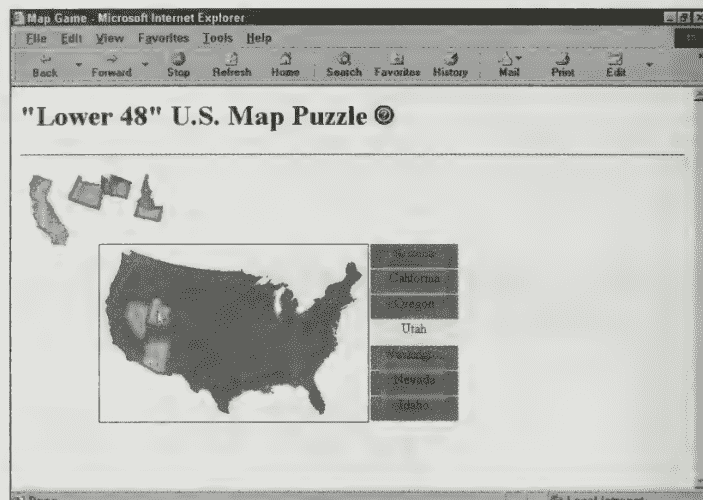 Map Game - Microsoft Internet Explorer
File Edit View Favorites Tools Help
Back Forward Stop Refresh Home Search Favorites History Mail Print Edit
"Lower 48" U.S. Map Puzzle
California
Oregon
Utah
Nevada
Idaho